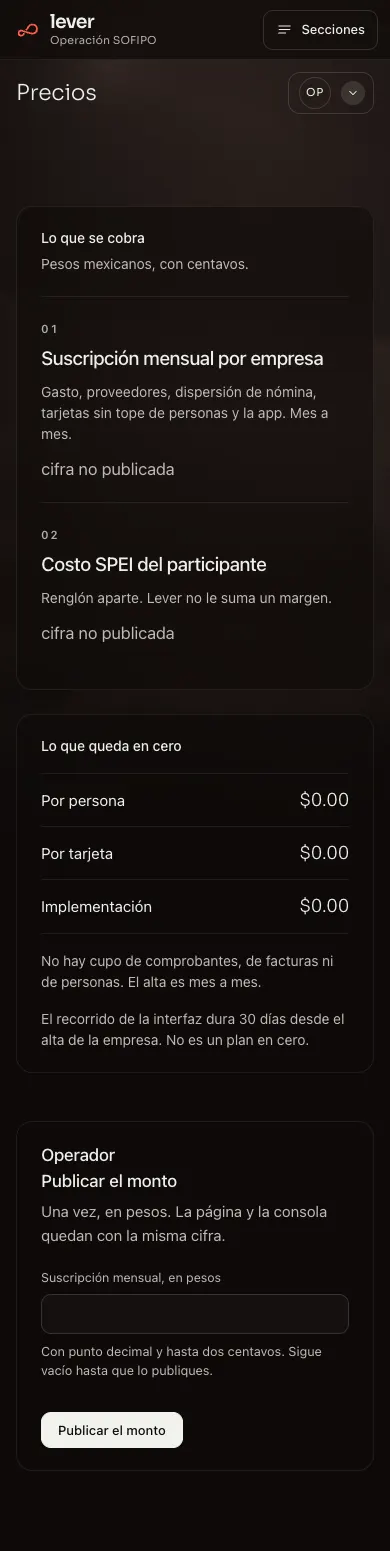 lever
Operación SOFIPO
Secciones
Precios
OP
Lo que se cobra
Pesos mexicanos, con centavos.
01
Suscripción mensual por empresa
Gasto, proveedores, dispersión de nómina,
tarjetas sin tope de personas y la app. Mes a
mes.
cifra no publicada
02
Costo SPEI del participante
Renglón aparte. Lever no le suma un margen.
cifra no publicada
Lo que queda en cero
Por persona $0.00
Por tarjeta $0.00
Implementación $0.00
No hay cupo de comprobantes, de facturas ni
de personas. El alta es mes a mes.
El recorrido de la interfaz dura 30 días desde el
alta de la empresa. No es un plan en cero.
Operador
Publicar el monto
Una vez, en pesos. La página y la consola
quedan con la misma cifra.
Suscripción mensual, en pesos
Con punto decimal y hasta dos centavos. Sigue
vacío hasta que lo publiques.
Publicar el monto